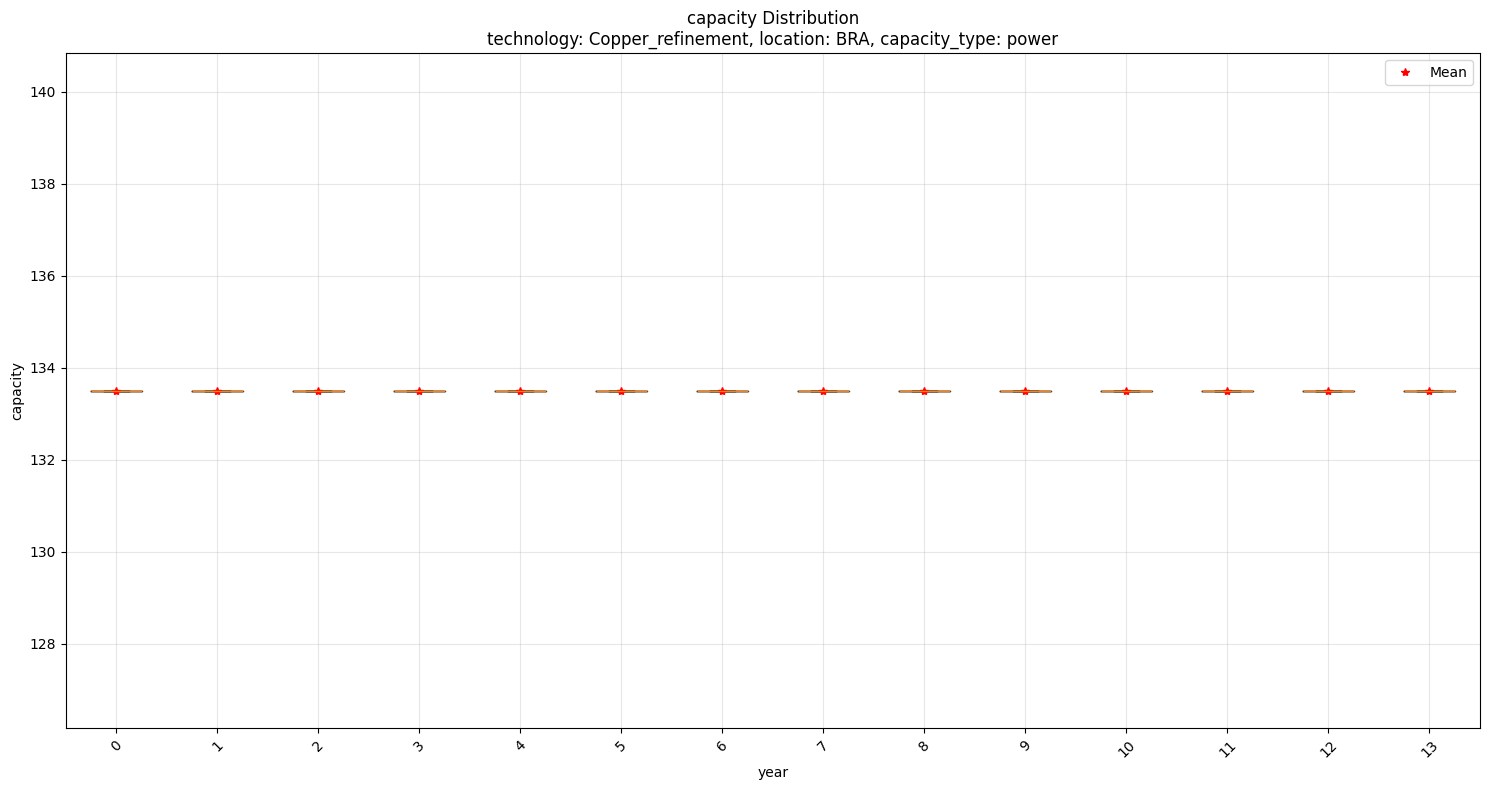 capacity Distribution
technology: Copper_refinement, location: BRA, capacity_type: power
Mean
140
138
136
134
132
130
128
capacity
0 1 2 3 4 5 6 7 8 9 10 11 12 13
year